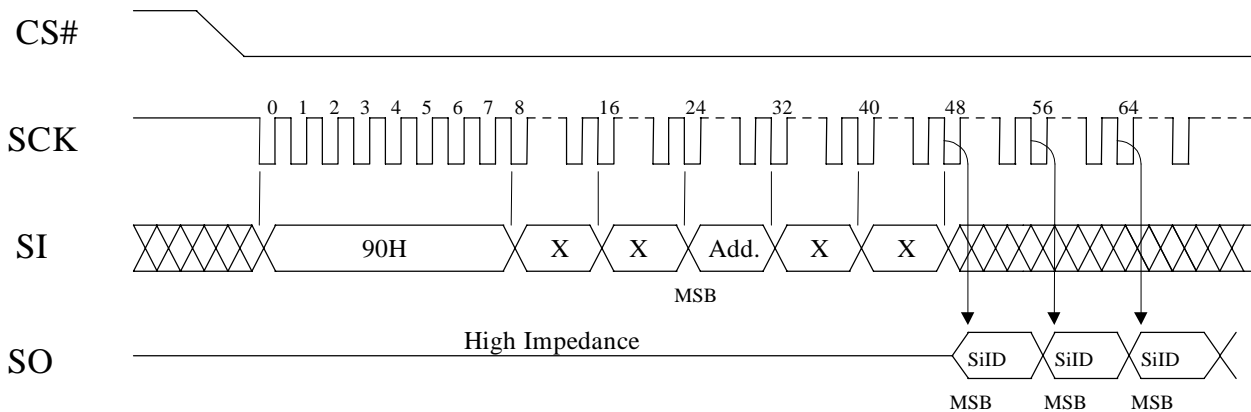 CS#
0 1 2 3 4 5 6 7 8 16 24 32 40 48 56 64
SCK
SI 90H X X Add. X X
MSB
High Impedance
SO SiID SiID SiID
MSB MSB MSB